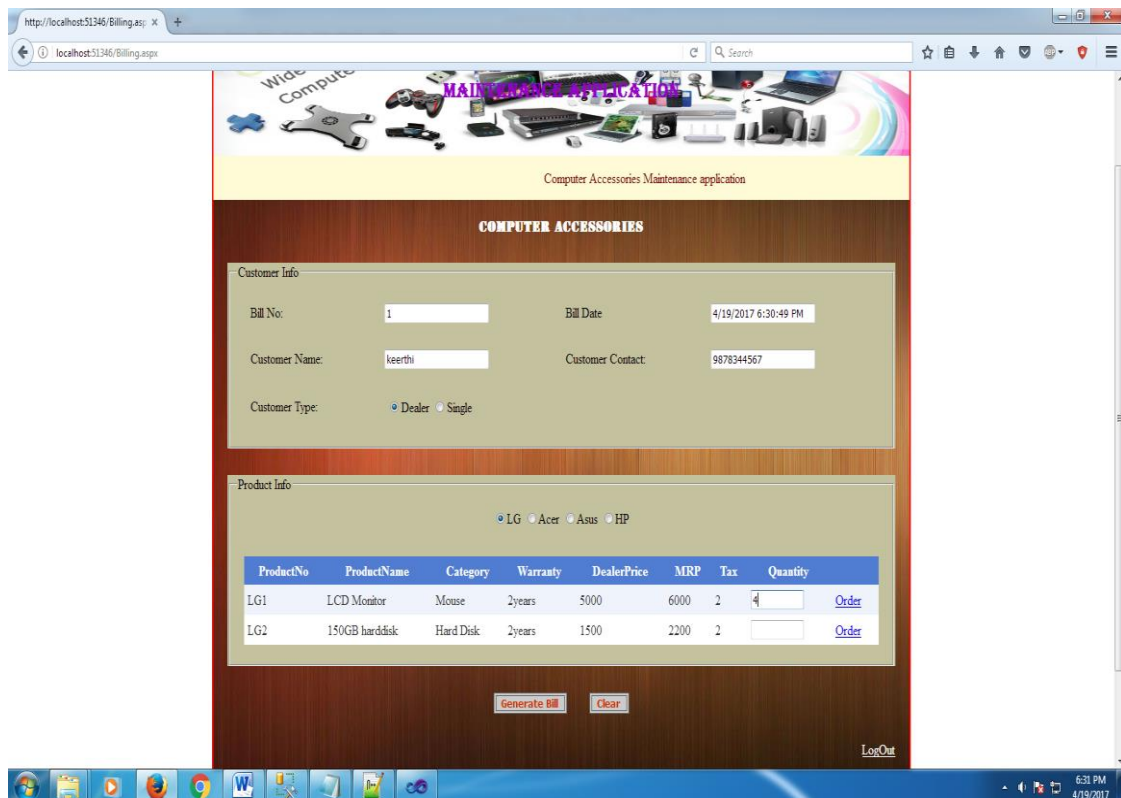 http://localhost:51346/Billing.asp x +
localhost:51346/Billing.aspx
Search
ABP
Wide
Compute
MAINTENANCE APPLICATION
Computer Accessories Maintenance application
COMPUTER ACCESSORIES
Customer Info
Bill No: 1 Bill Date 4/19/2017 6:30:49 PM
Customer Name: keerthi Customer Contact: 9878344567
Customer Type: Dealer Single
Product Info
LG Acer Asus HP
ProductNo ProductName Category Warranty DealerPrice MRP Tax Quantity
LG1 LCD Monitor Mouse 2years 5000 6000 2 4 Order
LG2 150GB harddisk Hard Disk 2years 1500 2200 2 Order
Generate Bill Clear
LogOut
6:31 PM
4/19/2017